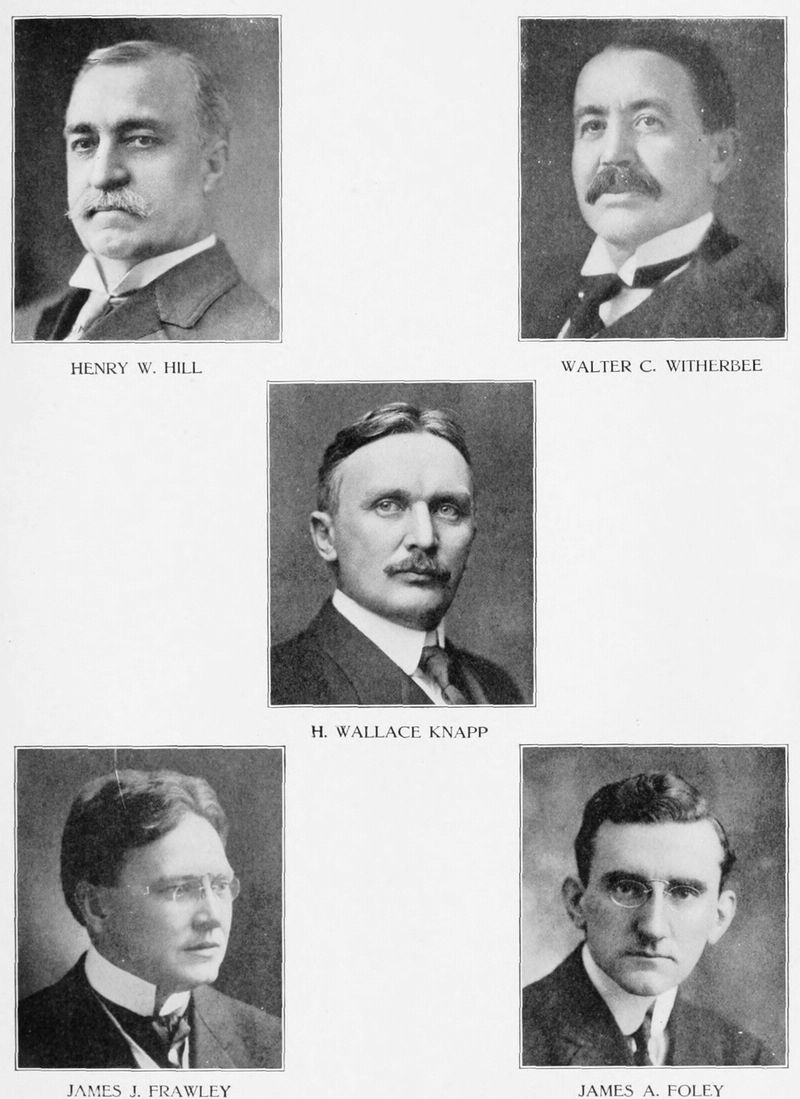 HENRY W. HILL
WALTER C. WITHERBEE
H. WALLACE KNAPP
JAMES J. FRAWLEY
JAMES A. FOLEY